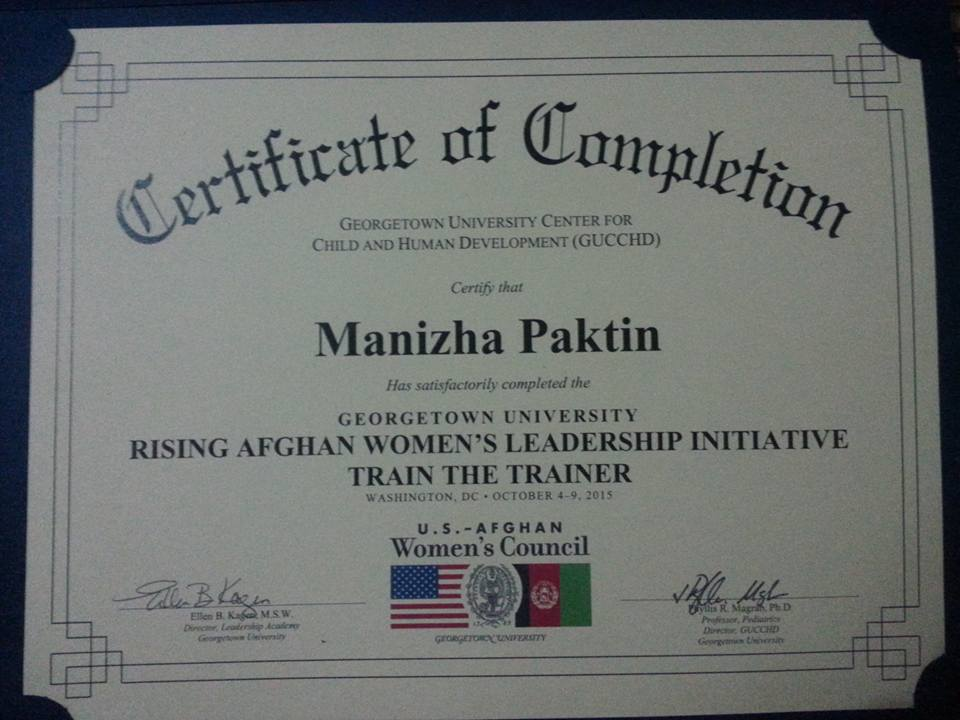 Certificate of Completion
GEORGETOWN UNIVERSITY CENTER FOR
CHILD AND HUMAN DEVELOPMENT (GUCCHD)
Certify that
Manizha Paktin
Has satisfactorily completed the
GEORGETOWN UNIVERSITY
RISING AFGHAN WOMEN'S LEADERSHIP INITIATIVE
TRAIN THE TRAINER
WASHINGTON, DC • OCTOBER 4-9, 2015
U.S.-AFGHAN
Women's Council
GEORGETOWN UNIVERSITY
Ellen B. Kagan, M.S.W.
Director, Leadership Academy
Georgetown University
Phyllis R. Magrab, Ph.D.
Professor, Pediatrics
Director, GUCCHD
Georgetown University